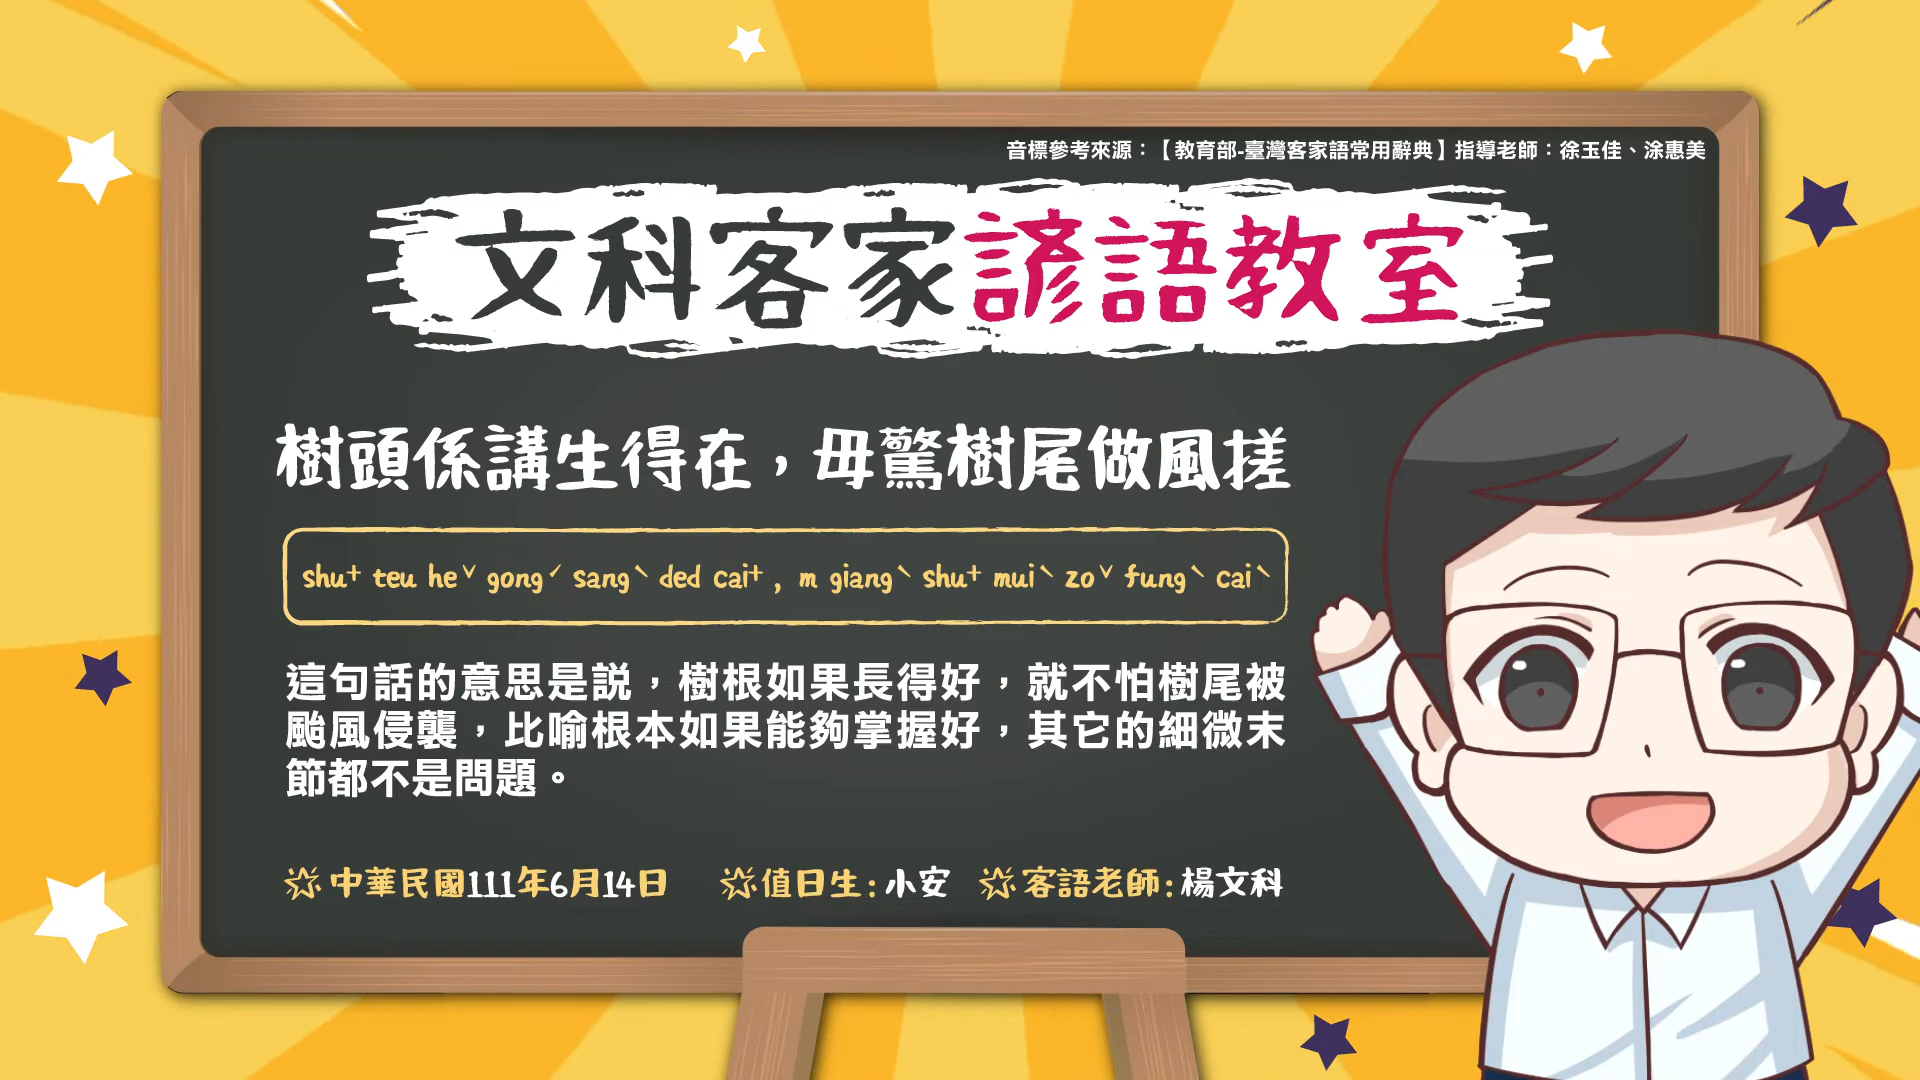 音標參考來源：【教育部-臺灣客家語常用辭典】指導老師：徐玉佳、涂惠美
文科客家諺語教室
樹頭係講生得在，毋驚樹尾做風搓
shu⁺ teu heˇ gongˊ sangˋ ded cai⁺ , m giangˋ shu⁺ muiˋ zoˇ fungˋ caiˋ
這句話的意思是説，樹根如果長得好，就不怕樹尾被
颱風侵襲，比喻根本如果能夠掌握好，其它的細微末
節都不是問題。
中華民國111年6月14日 值日生：小安 客語老師：楊文科